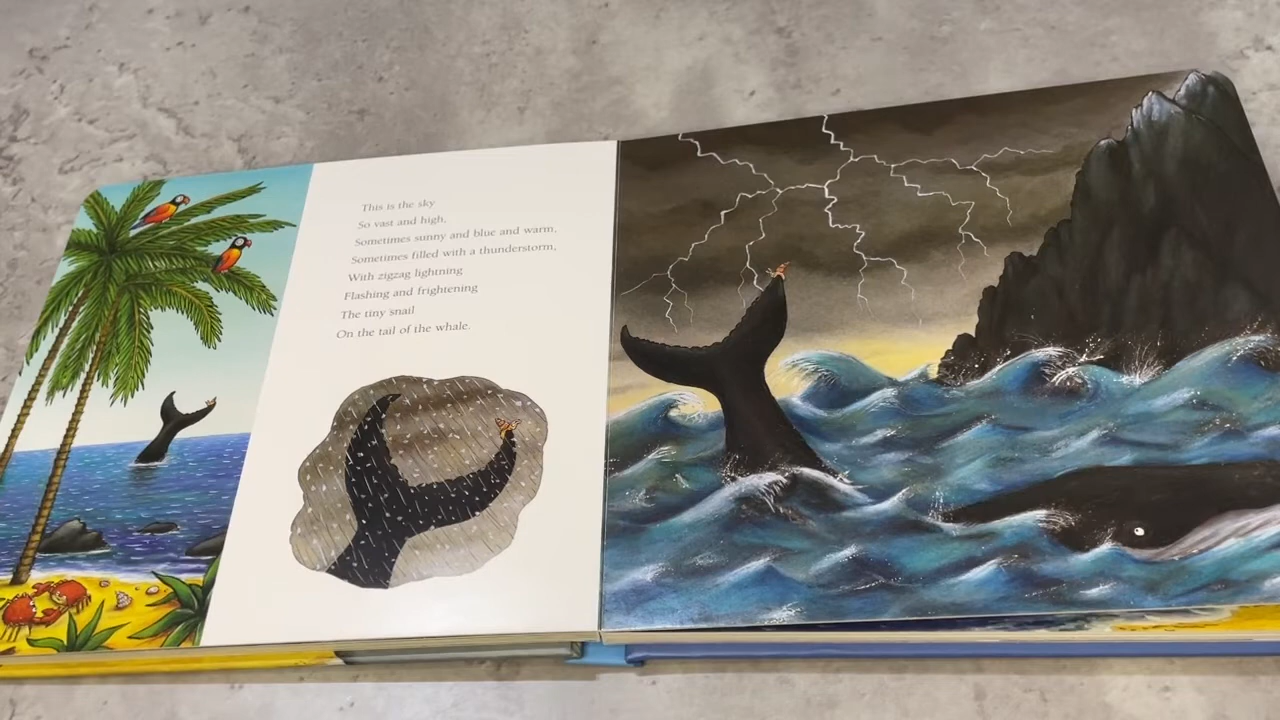 This is the sky
So vast and high,
Sometimes sunny and blue and warm,
Sometimes filled with a thunderstorm,
With zigzag lightning
Flashing and frightening
The tiny snail
On the tail of the whale.